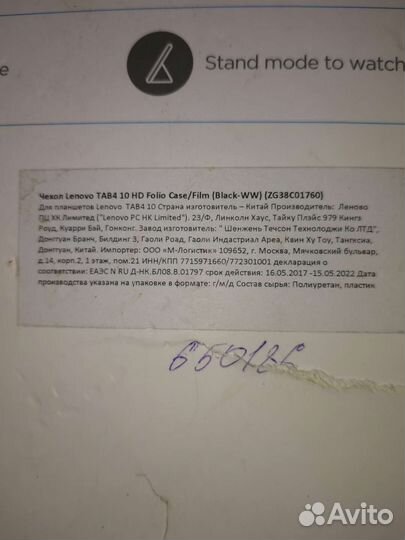 e
Stand mode to watch
Чехол Lenovo TAB4 10 HD Folio Case/Film (Black-WW) (ZG38C01760)
Для планшетов Lenovo TAB4 10 Страна изготовитель – Китай Производитель: Леново
ПЦ ХК Лимитед ("Lenovo PC HK Limited"). 23/Ф, Линколн Хаус, Тайку Плэйс 979 Кингз
Роуд, Куарри Бэй, Гонконг. Завод изготовитель: " Шенжень Течсон Технолоджи Ко.ЛТД",
Донггуан Бранч, Билдинг 3, Гаоли Роад, Гаоли Индастриал Ареа, Квин Ху Тоу, Тангксиа,
Донггуан, Китай. Импортёр – ООО «М-Логистик» 109652, г. Москва, Мячковский бульвар,
д.14, корп.2, 1 этаж, пом.21 ИНН/КПП 7715971660/772301001 декларация о
соответствии: ЕАЭС N RU Д-НК.БЛ08.В.01797 срок действия: 16.05.2017 -15.05.2022 Дата
производства указана на упаковке в формате: г/м/д Состав сырья: Полиуретан, пластик
Avito